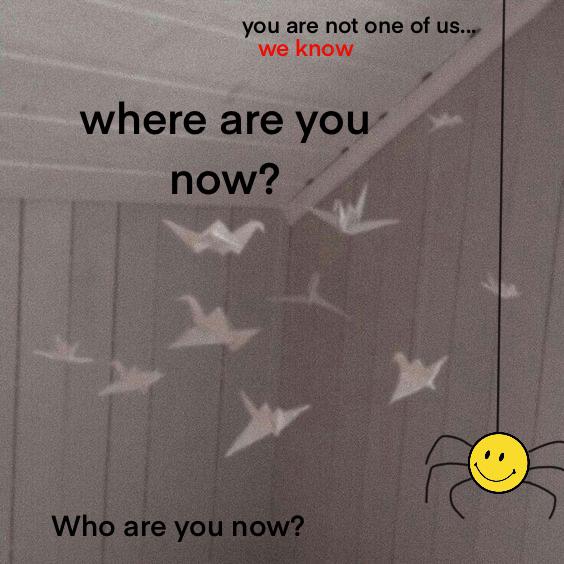 you are not one of us...
we know
where are you
now?
Who are you now?